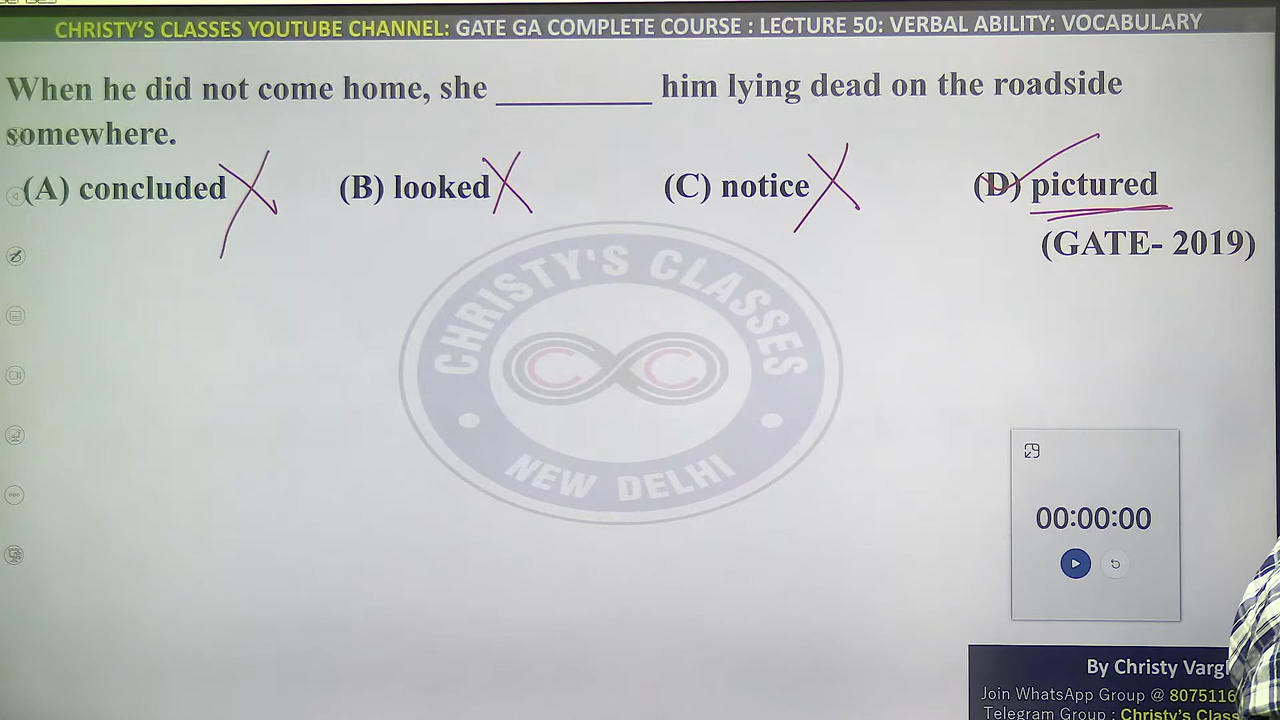 CHRISTY'S CLASSES YOUTUBE CHANNEL: GATE GA COMPLETE COURSE : LECTURE 50: VERBAL ABILITY: VOCABULARY
When he did not come home, she __________ him lying dead on the roadside
somewhere.
(A) concluded (B) looked (C) notice (D) pictured
(GATE- 2019)
CHRISTY'S CLASSES
CC
NEW DELHI
00:00:00
By Christy
Join WhatsApp Group @ 8075116
Telegram Group : Christy's